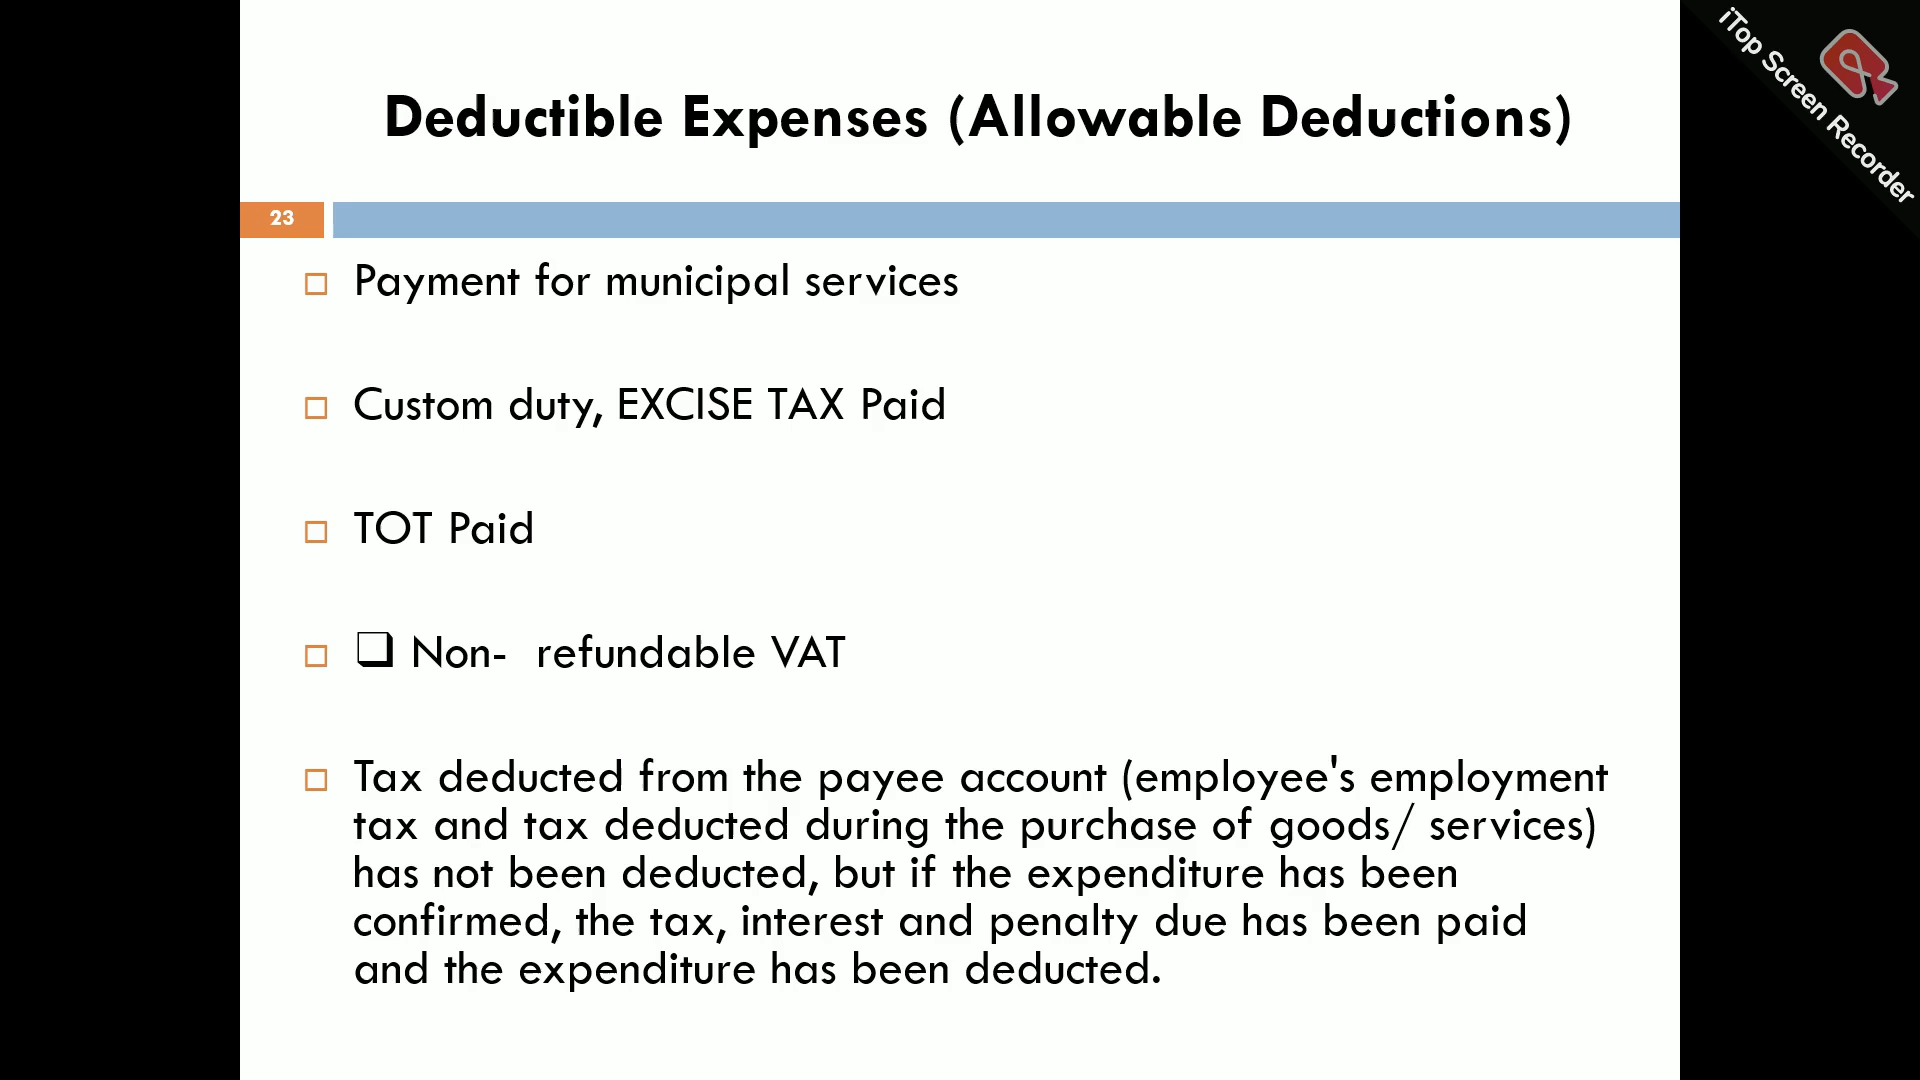 Deductible Expenses (Allowable Deductions)
23
Payment for municipal services
Custom duty, EXCISE TAX Paid
TOT Paid
❑ Non-  refundable VAT
Tax deducted from the payee account (employee's employment
tax and tax deducted during the purchase of goods/ services)
has not been deducted, but if the expenditure has been
confirmed, the tax, interest and penalty due has been paid
and the expenditure has been deducted.
iTop Screen Recorder